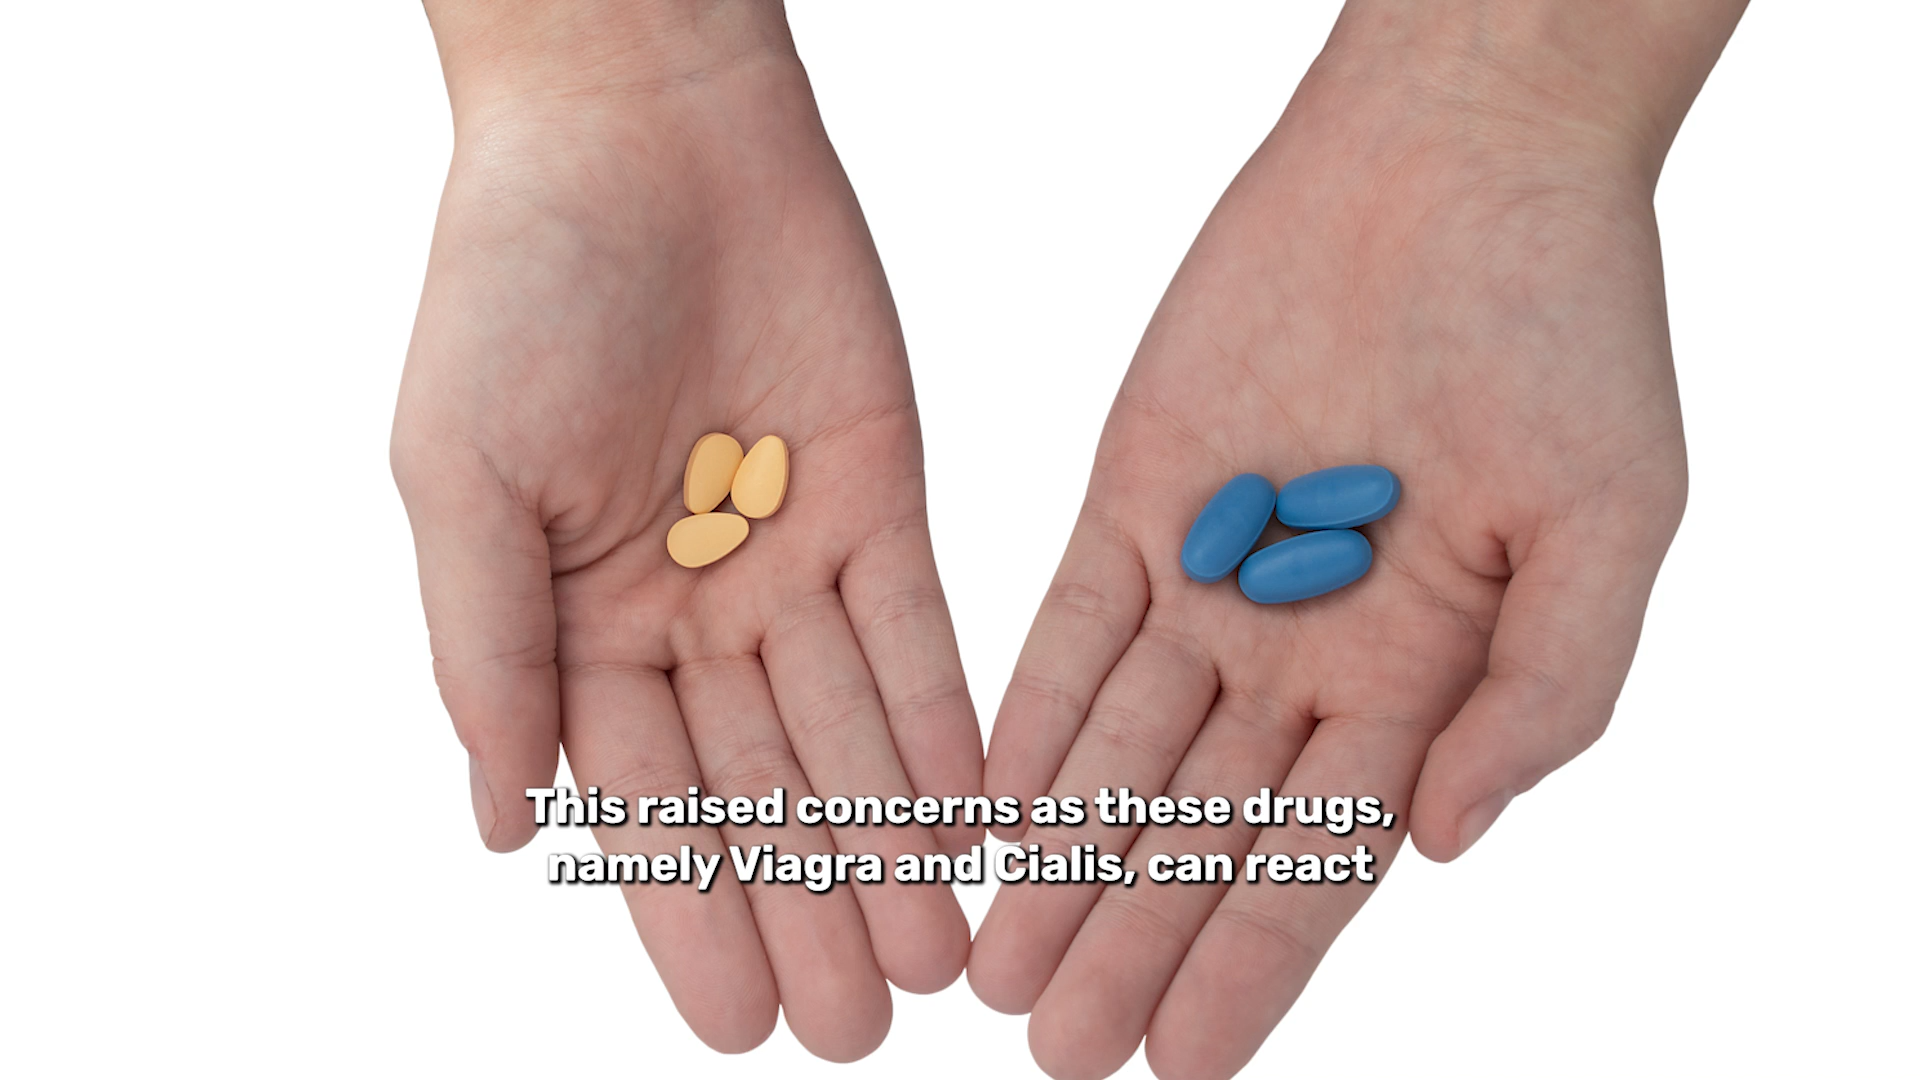 This raised concerns as these drugs,
namely Viagra and Cialis, can react